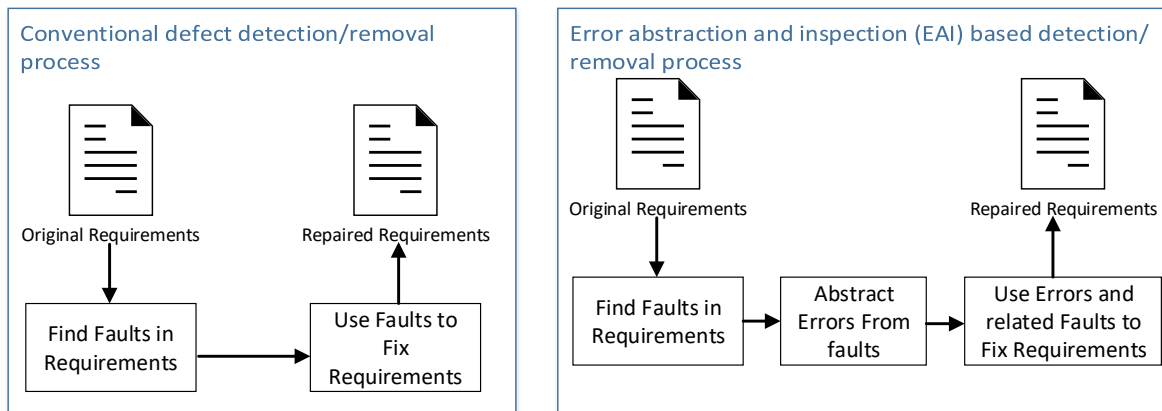 Conventional defect detection/removal
process
Original Requirements
Repaired Requirements
Find Faults in
Requirements
Use Faults to
Fix
Requirements
Error abstraction and inspection (EAI) based detection/
removal process
Original Requirements
Repaired Requirements
Find Faults in
Requirements
Abstract
Errors From
faults
Use Errors and
related Faults to
Fix Requirements